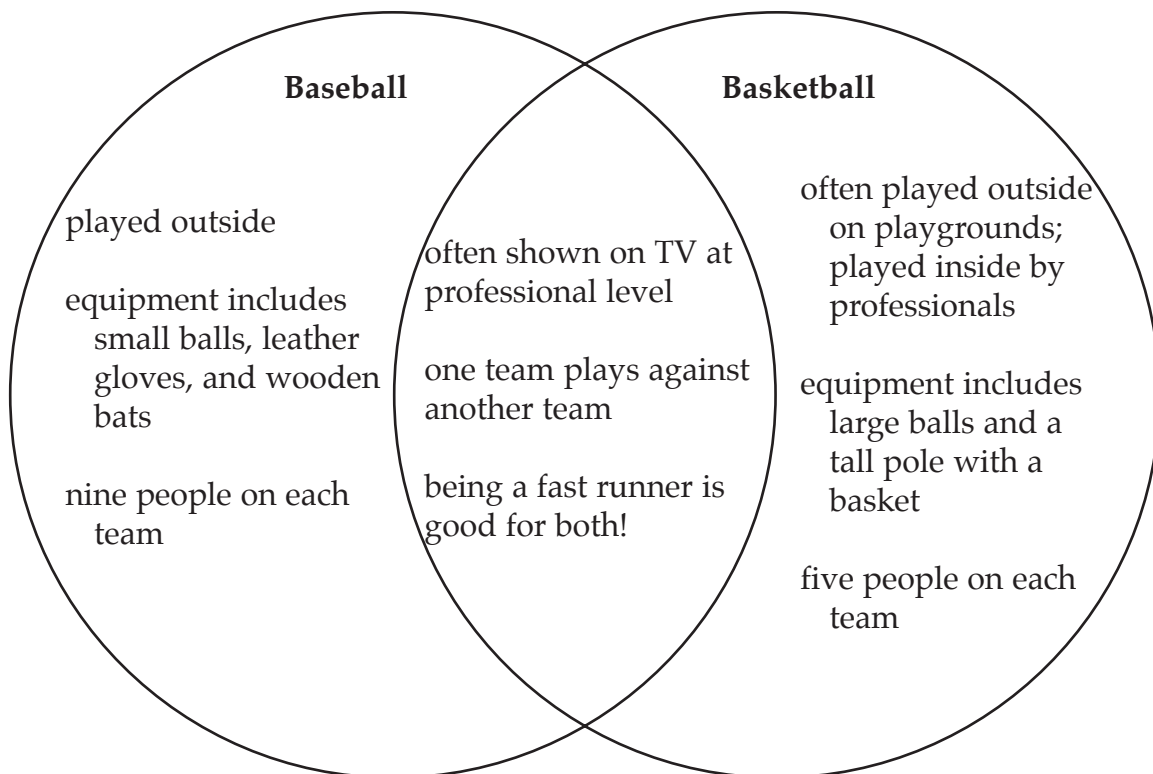 Baseball
played outside
equipment includes
small balls, leather
gloves, and wooden
bats
nine people on each
team
often shown on TV at
professional level
one team plays against
another team
being a fast runner is
good for both!
Basketball
often played outside
on playgrounds;
played inside by
professionals
equipment includes
large balls and a
tall pole with a
basket
five people on each
team